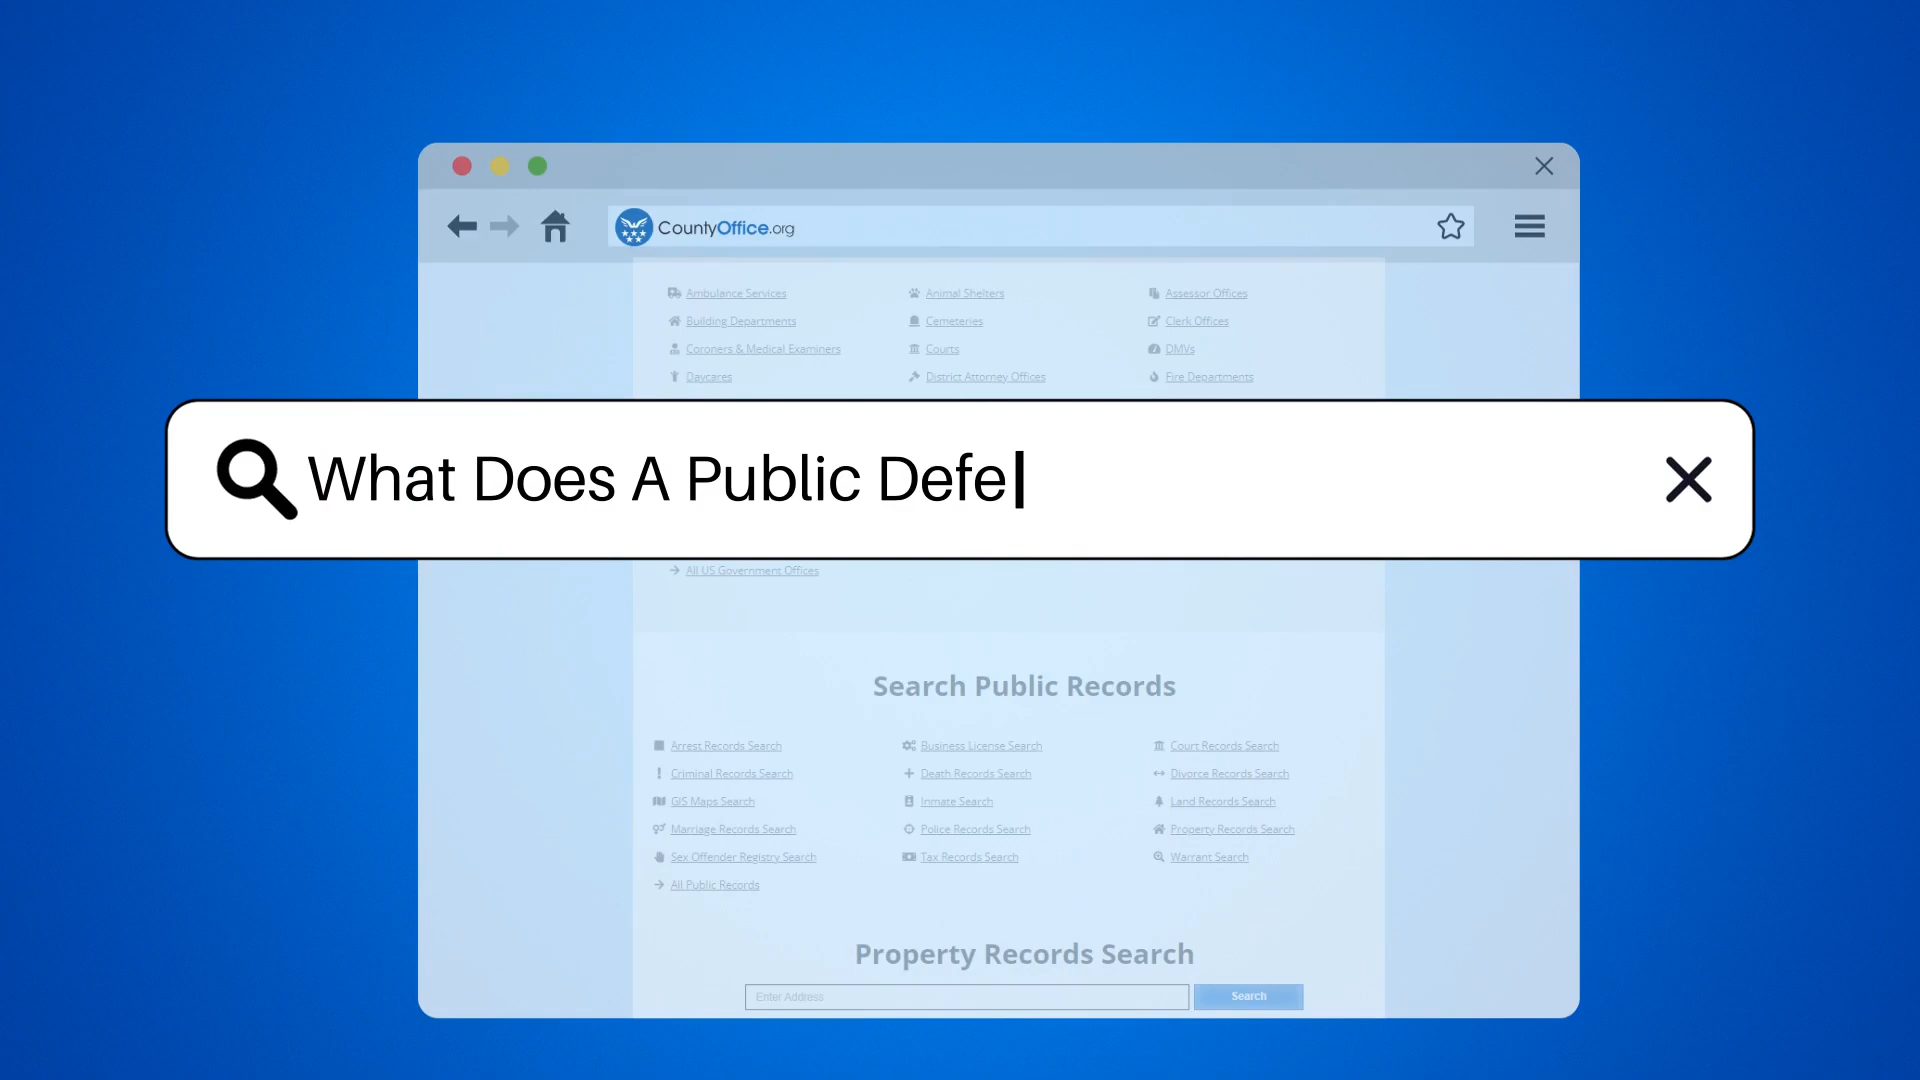 CountyOffice.org
Ambulance Services Animal Shelters Assessor Offices
Building Departments Cemeteries Clerk Offices
Coroners & Medical Examiners Courts DMVs
Daycares District Attorney Offices Fire Departments
What Does A Public Defe
All US Government Offices
Search Public Records
Arrest Records Search Business License Search Court Records Search
Criminal Records Search Death Records Search Divorce Records Search
GIS Maps Search Inmate Search Land Records Search
Marriage Records Search Police Records Search Property Records Search
Sex Offender Registry Search Tax Records Search Warrant Search
All Public Records
Property Records Search
Enter Address Search